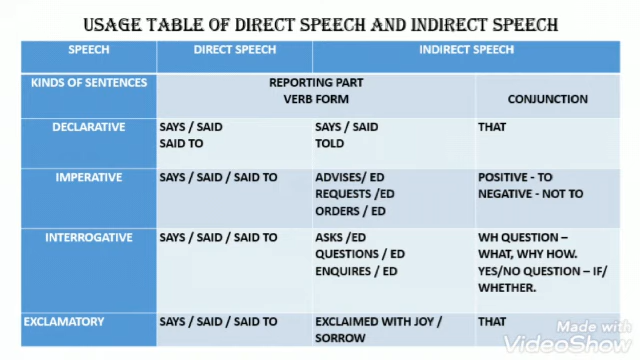 USAGE TABLE OF DIRECT SPEECH AND INDIRECT SPEECH
SPEECH DIRECT SPEECH INDIRECT SPEECH
KINDS OF SENTENCES REPORTING PART
VERB FORM CONJUNCTION
DECLARATIVE SAYS / SAID SAYS / SAID THAT
SAID TO TOLD
IMPERATIVE SAYS / SAID / SAID TO ADVISES/ ED POSITIVE - TO
REQUESTS /ED NEGATIVE - NOT TO
ORDERS / ED
INTERROGATIVE SAYS / SAID / SAID TO ASKS /ED WH QUESTION –
QUESTIONS / ED WHAT, WHY HOW.
ENQUIRES / ED YES/NO QUESTION – IF/
WHETHER.
EXCLAMATORY SAYS / SAID / SAID TO EXCLAIMED WITH JOY / THAT
SORROW
Made with
VideoShow